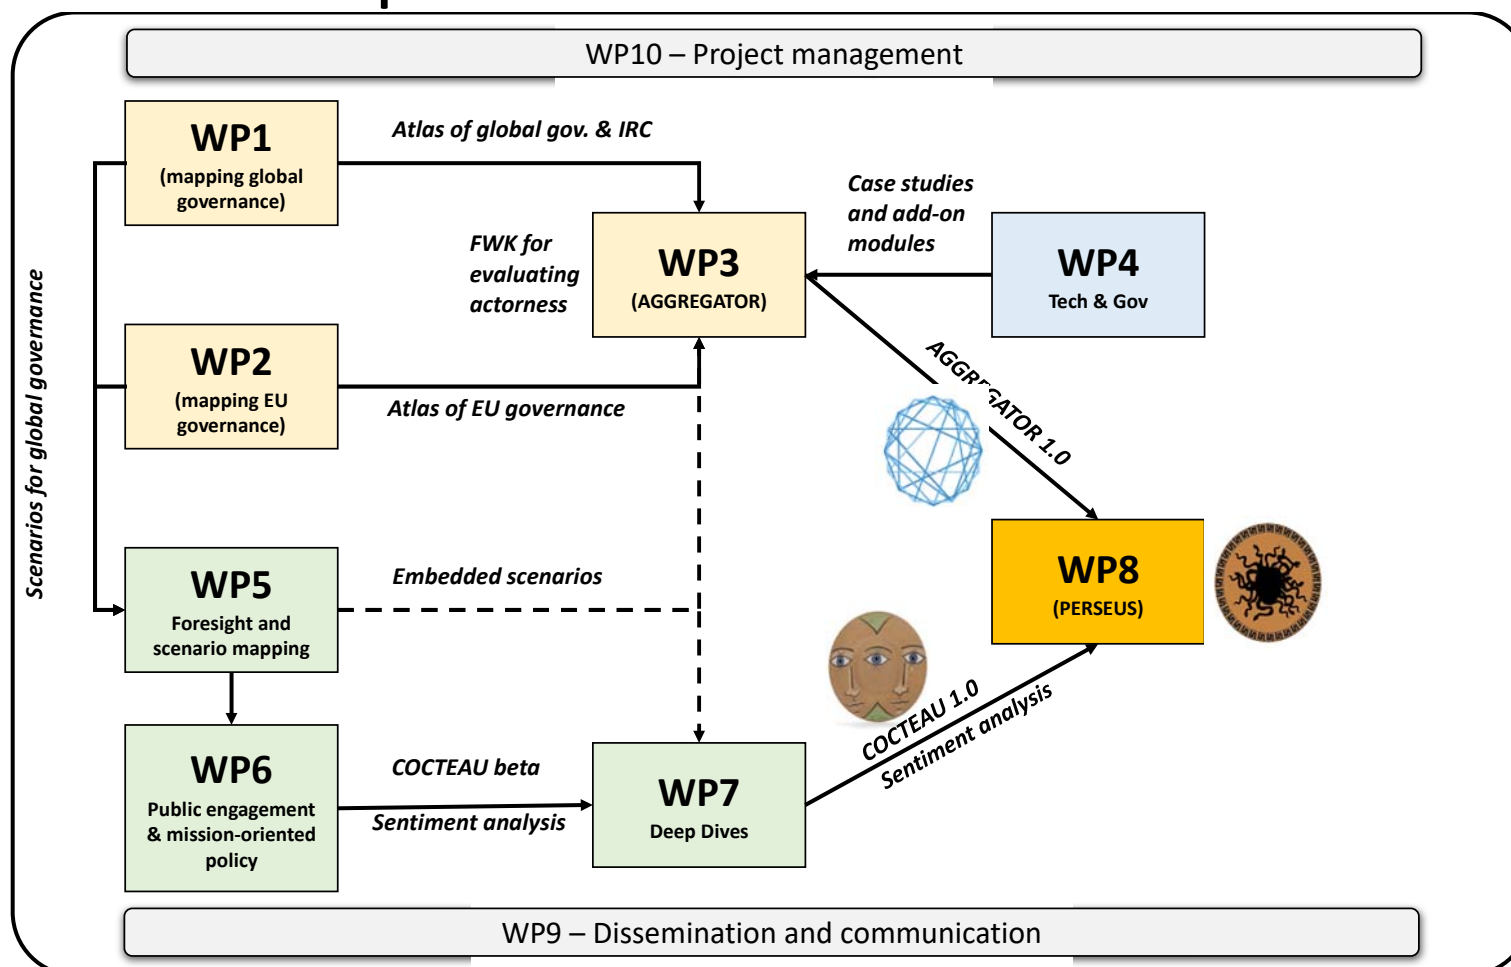 WP10 – Project management
WP1
(mapping global
governance)
Atlas of global gov. & IRC
Case studies
and add-on
modules
FWK for
evaluating
actorness
WP3
(AGGREGATOR)
WP4
Tech & Gov
Scenarios for global governance
WP2
(mapping EU
governance)
Atlas of EU governance
AGGREGATOR 1.0
WP5
Foresight and
scenario mapping
Embedded scenarios
WP8
(PERSEUS)
WP6
Public engagement
& mission-oriented
policy
COCTEAU beta
Sentiment analysis
WP7
Deep Dives
COCTEAU 1.0
Sentiment analysis
WP9 – Dissemination and communication